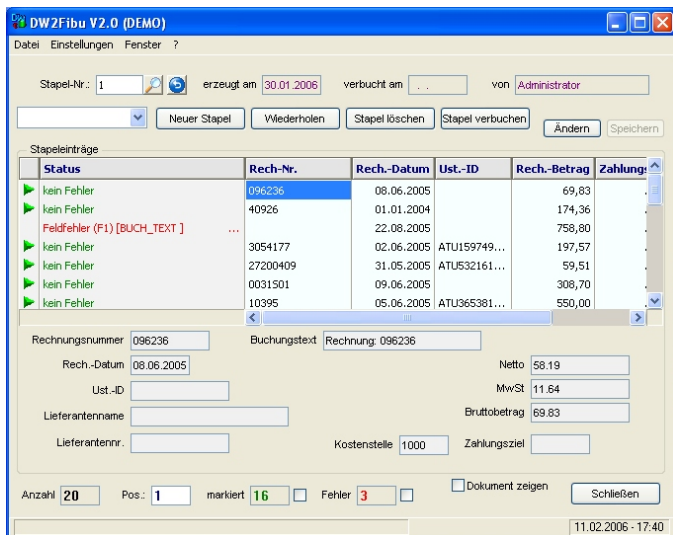 DW2Fibu V2.0 (DEMO)
Datei Einstellungen Fenster ?
Stapel-Nr.: 1 erzeugt am 30.01.2006 verbucht am . . von Administrator
Neuer Stapel Wiederholen Stapel löschen Stapel verbuchen Ändern Speichern
Stapeleinträge
Status Rech-Nr. Rech.-Datum Ust.-ID Rech.-Betrag Zahlungs
kein Fehler 096236 08.06.2005 69,83
kein Fehler 40926 01.01.2004 174,36
Feldfehler (F1) [BUCH_TEXT ] ... 22.08.2005 758,80
kein Fehler 3054177 02.06.2005 ATU159749... 197,57
kein Fehler 27200409 31.05.2005 ATU532161... 59,51
kein Fehler 0031501 09.06.2005 308,70
kein Fehler 10395 05.06.2005 ATU365381... 550,00
Rechnungsnummer 096236 Buchungstext Rechnung: 096236
Rech.-Datum 08.06.2005 Netto 58.19
Ust.-ID MwSt 11.64
Lieferantenname Bruttobetrag 69.83
Lieferantennr. Kostenstelle 1000 Zahlungsziel
Anzahl 20 Pos.: 1 markiert 16 Fehler 3 Dokument zeigen Schließen
11.02.2006 - 17:40